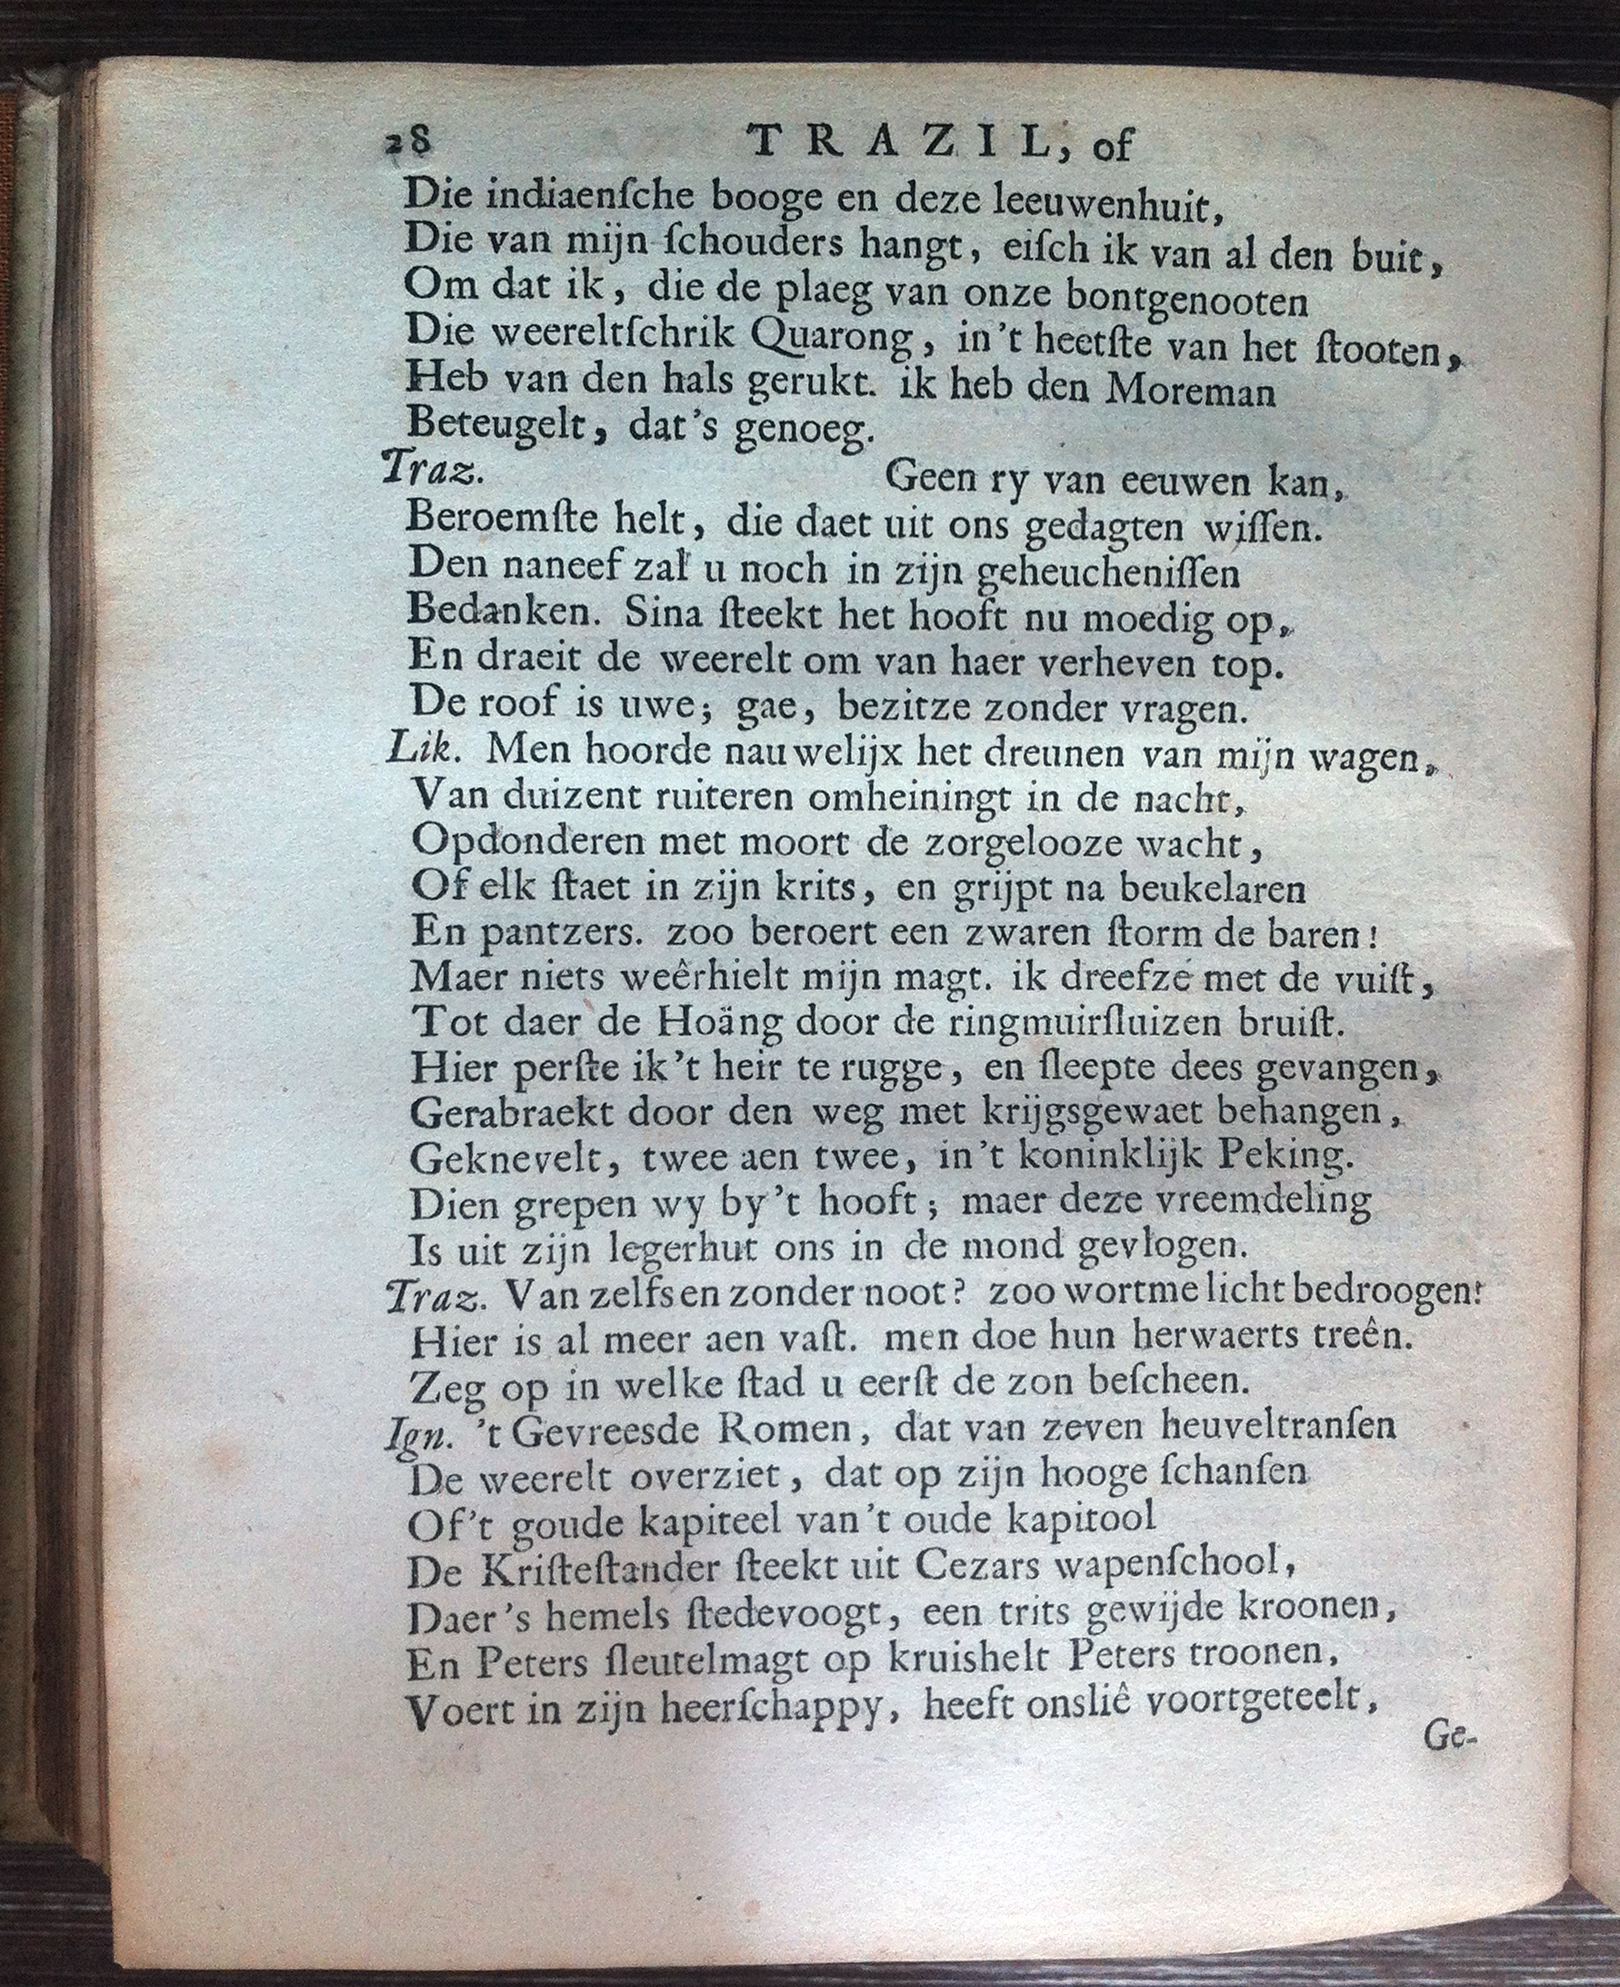 28 TRAZIL, of
Die indiaenſche booge en deze leeuwenhuit,
Die van mijn ſchouders hangt, eiſch ik van al den buit,
Om dat ik, die de plaeg van onze bontgenooten
Die weereltſchrik Quarong, in't heetſte van het ſtooten,
Heb van den hals gerukt. ik heb den Moreman
Beteugelt, dat's genoeg.
Traz. Geen ry van eeuwen kan,
Beroemſte helt, die daet uit ons gedagten wiſſen.
Den naneef zal u noch in zijn geheucheniſſen
Bedanken. Sina ſteekt het hooft nu moedig op,
En draeit de weerelt om van haer verheven top.
De roof is uwe; gae, bezitze zonder vragen.
Lik. Men hoorde nauwelijx het dreunen van mijn wagen,
Van duizent ruiteren omheiningt in de nacht,
Opdonderen met moort de zorgelooze wacht,
Of elk ſtaet in zijn krits, en grijpt na beukelaren
En pantzers. zoo beroert een zwaren ſtorm de baren!
Maer niets weêrhielt mijn magt. ik dreefze met de vuiſt,
Tot daer de Hoäng door de ringmuirſluizen bruiſt.
Hier perſte ik 't heir te rugge, en ſleepte dees gevangen,
Gerabraekt door den weg met krijgsgewaet behangen,
Geknevelt, twee aen twee, in't koninklijk Peking.
Dien grepen wy by't hooft; maer deze vreemdeling
Is uit zijn legerhut ons in de mond gevlogen.
Traz. Van zelfs en zonder noot? zoo wortme licht bedroogen!
Hier is al meer aen vaſt. men doe hun herwaerts treên.
Zeg op in welke ſtad u eerſt de zon beſcheen.
Ign. 't Gevreesde Romen, dat van zeven heuveltranſen
De weerelt overziet, dat op zijn hooge ſchanſen
Of't goude kapiteel van't oude kapitool
De Kriſteſtander ſteekt uit Cezars wapenſchool,
Daer's hemels ſtedevoogt, een trits gewijde kroonen,
En Peters ſleutelmagt op kruishelt Peters troonen,
Voert in zijn heerſchappy, heeft onsliê voortgeteelt,
Ge-